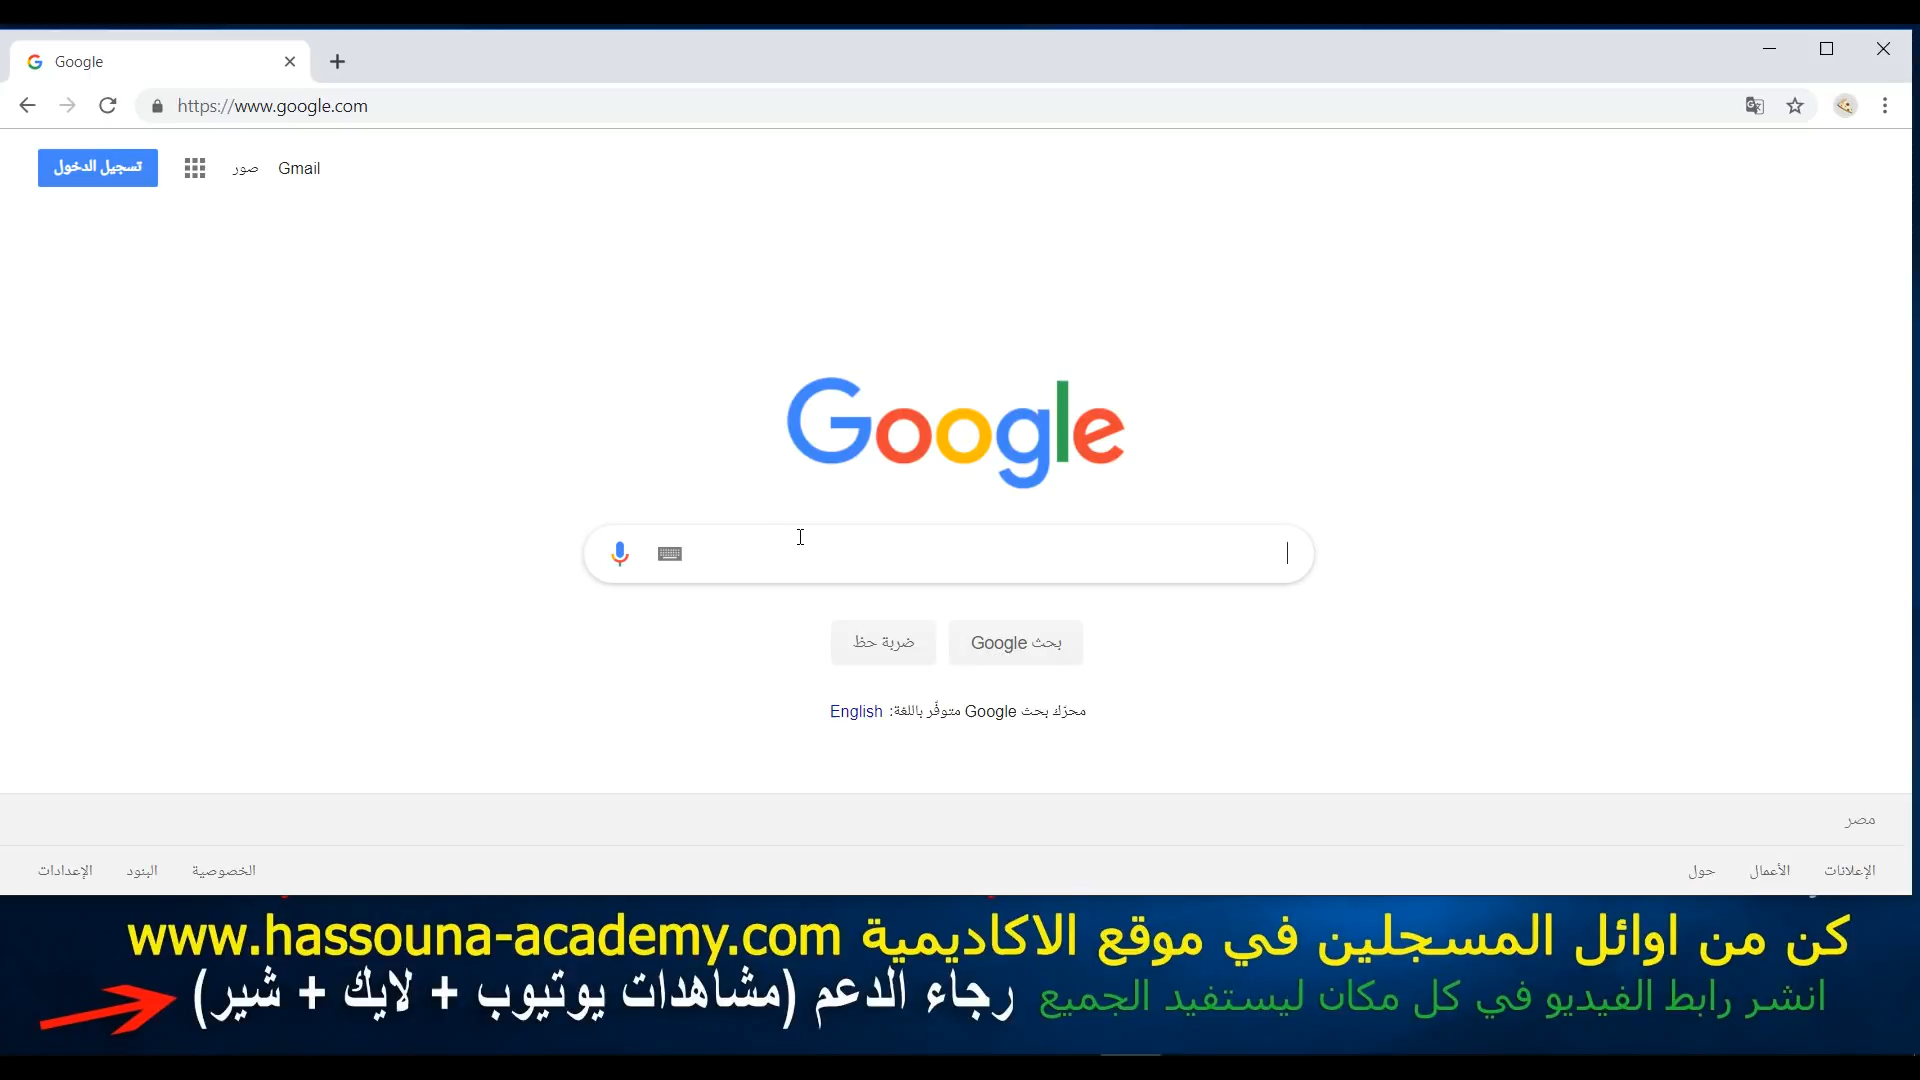 Google
https://www.google.com
تسجيل الدخول
صور
Gmail
Google
بحث Google
ضربة حظ
محرّك بحث Google متوفّر باللغة: English
مصر
الإعلانات
الأعمال
حول
الخصوصية
البنود
الإعدادات
كن من اوائل المسجلين في موقع الاكاديمية www.hassouna-academy.com
انشر رابط الفيديو في كل مكان ليستفيد الجميع رجاء الدعم (مشاهدات يوتيوب + لايك + شير)